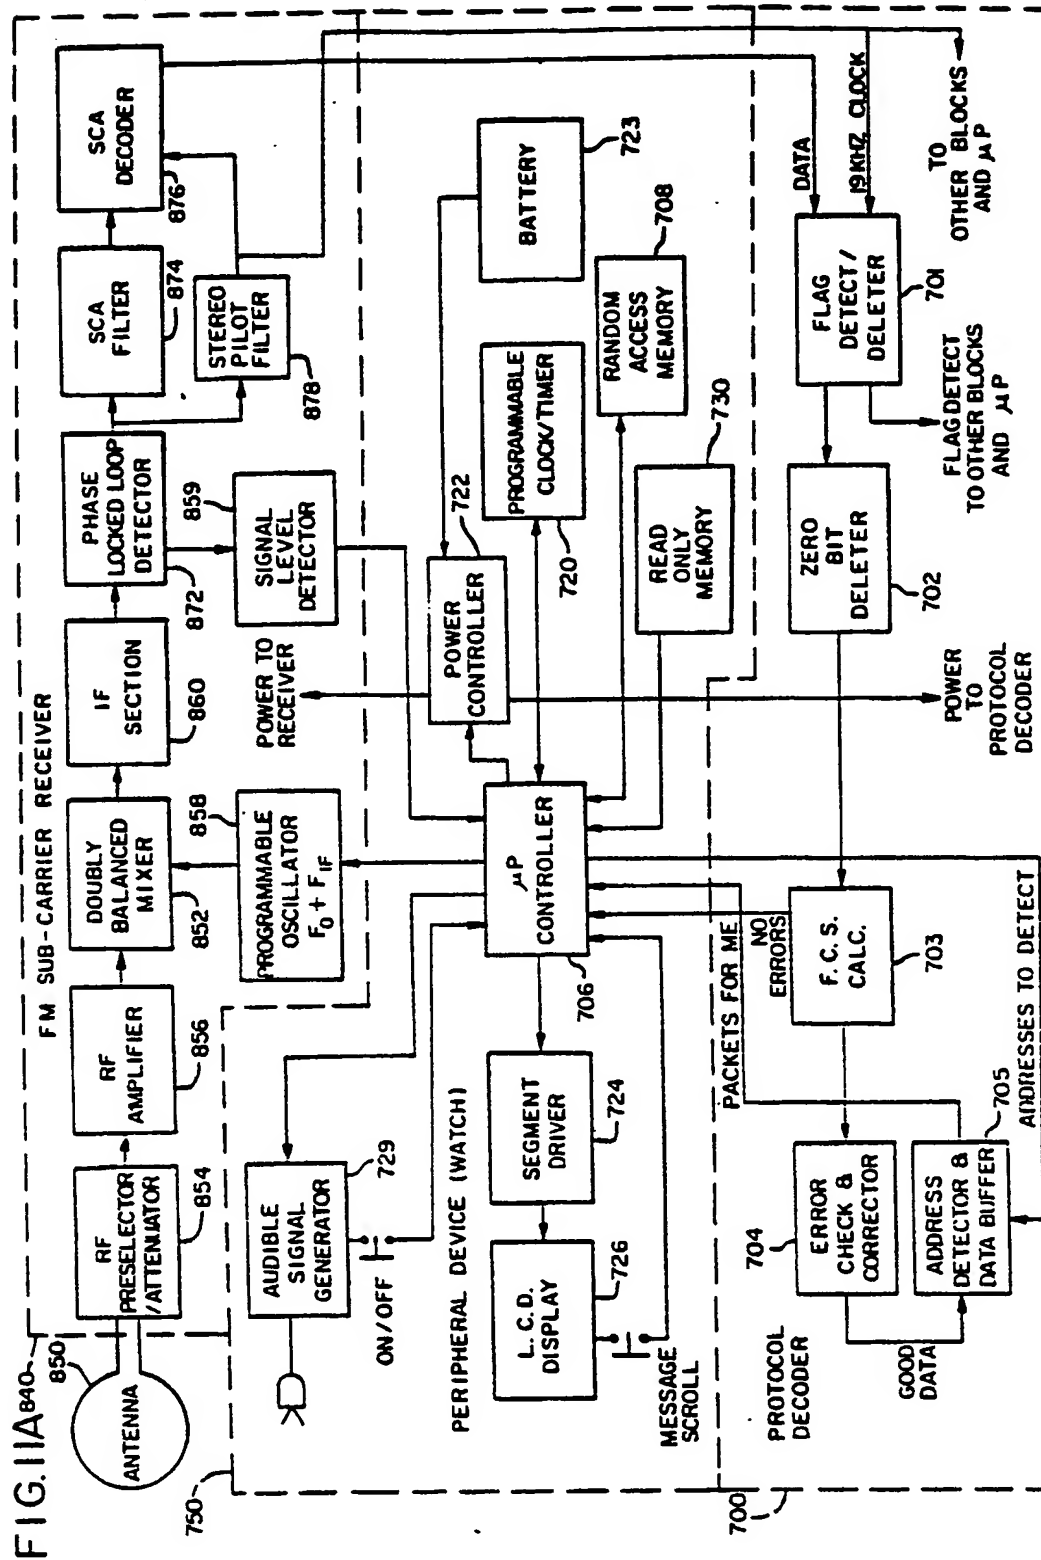 FIG. 11A
840
FM SUB-CARRIER RECEIVER
850
ANTENNA
RF
PRESELECTOR
/ATTENUATOR
854
RF
AMPLIFIER
856
DOUBLY
BALANCED
MIXER
852
IF
SECTION
860
PHASE
LOCKED LOOP
DETECTOR
872
SCA
FILTER
874
SCA
DECODER
876
STEREO
PILOT
FILTER
878
PROGRAMMABLE
OSCILLATOR
F0 + FIF
858
SIGNAL
LEVEL
DETECTOR
859
POWER TO
RECEIVER
750
AUDIBLE
SIGNAL
GENERATOR
729
ON/OFF
PERIPHERAL DEVICE (WATCH)
L.C.D.
DISPLAY
726
MESSAGE
SCROLL
SEGMENT
DRIVER
724
μP
CONTROLLER
706
POWER
CONTROLLER
722
PROGRAMMABLE
CLOCK/TIMER
720
BATTERY
723
RANDOM
ACCESS
MEMORY
708
READ
ONLY
MEMORY
730
700
PROTOCOL
DECODER
704
ERROR
CHECK &
CORRECTOR
GOOD
DATA
ADDRESS
DETECTOR &
DATA BUFFER
705
PACKETS FOR ME
NO
ERRORS
F.C.S.
CALC.
703
ADDRESSES TO DETECT
POWER
TO
PROTOCOL
DECODER
ZERO
BIT
DELETER
702
FLAG
DETECT/
DELETER
701
DATA
19KHZ CLOCK
FLAG DETECT
TO OTHER BLOCKS
AND μP
TO
OTHER BLOCKS
AND μP